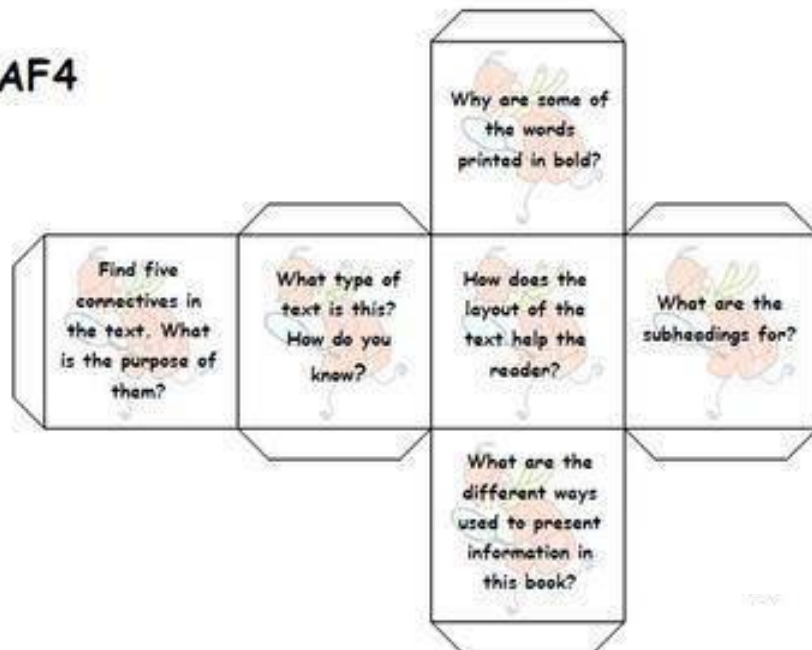 AF4
Why are some of
the words
printed in bold?
Find five
connectives in
the text. What
is the purpose of
them?
What type of
text is this?
How do you
know?
How does the
layout of the
text help the
reader?
What are the
subheadings for?
What are the
different ways
used to present
information in
this book?